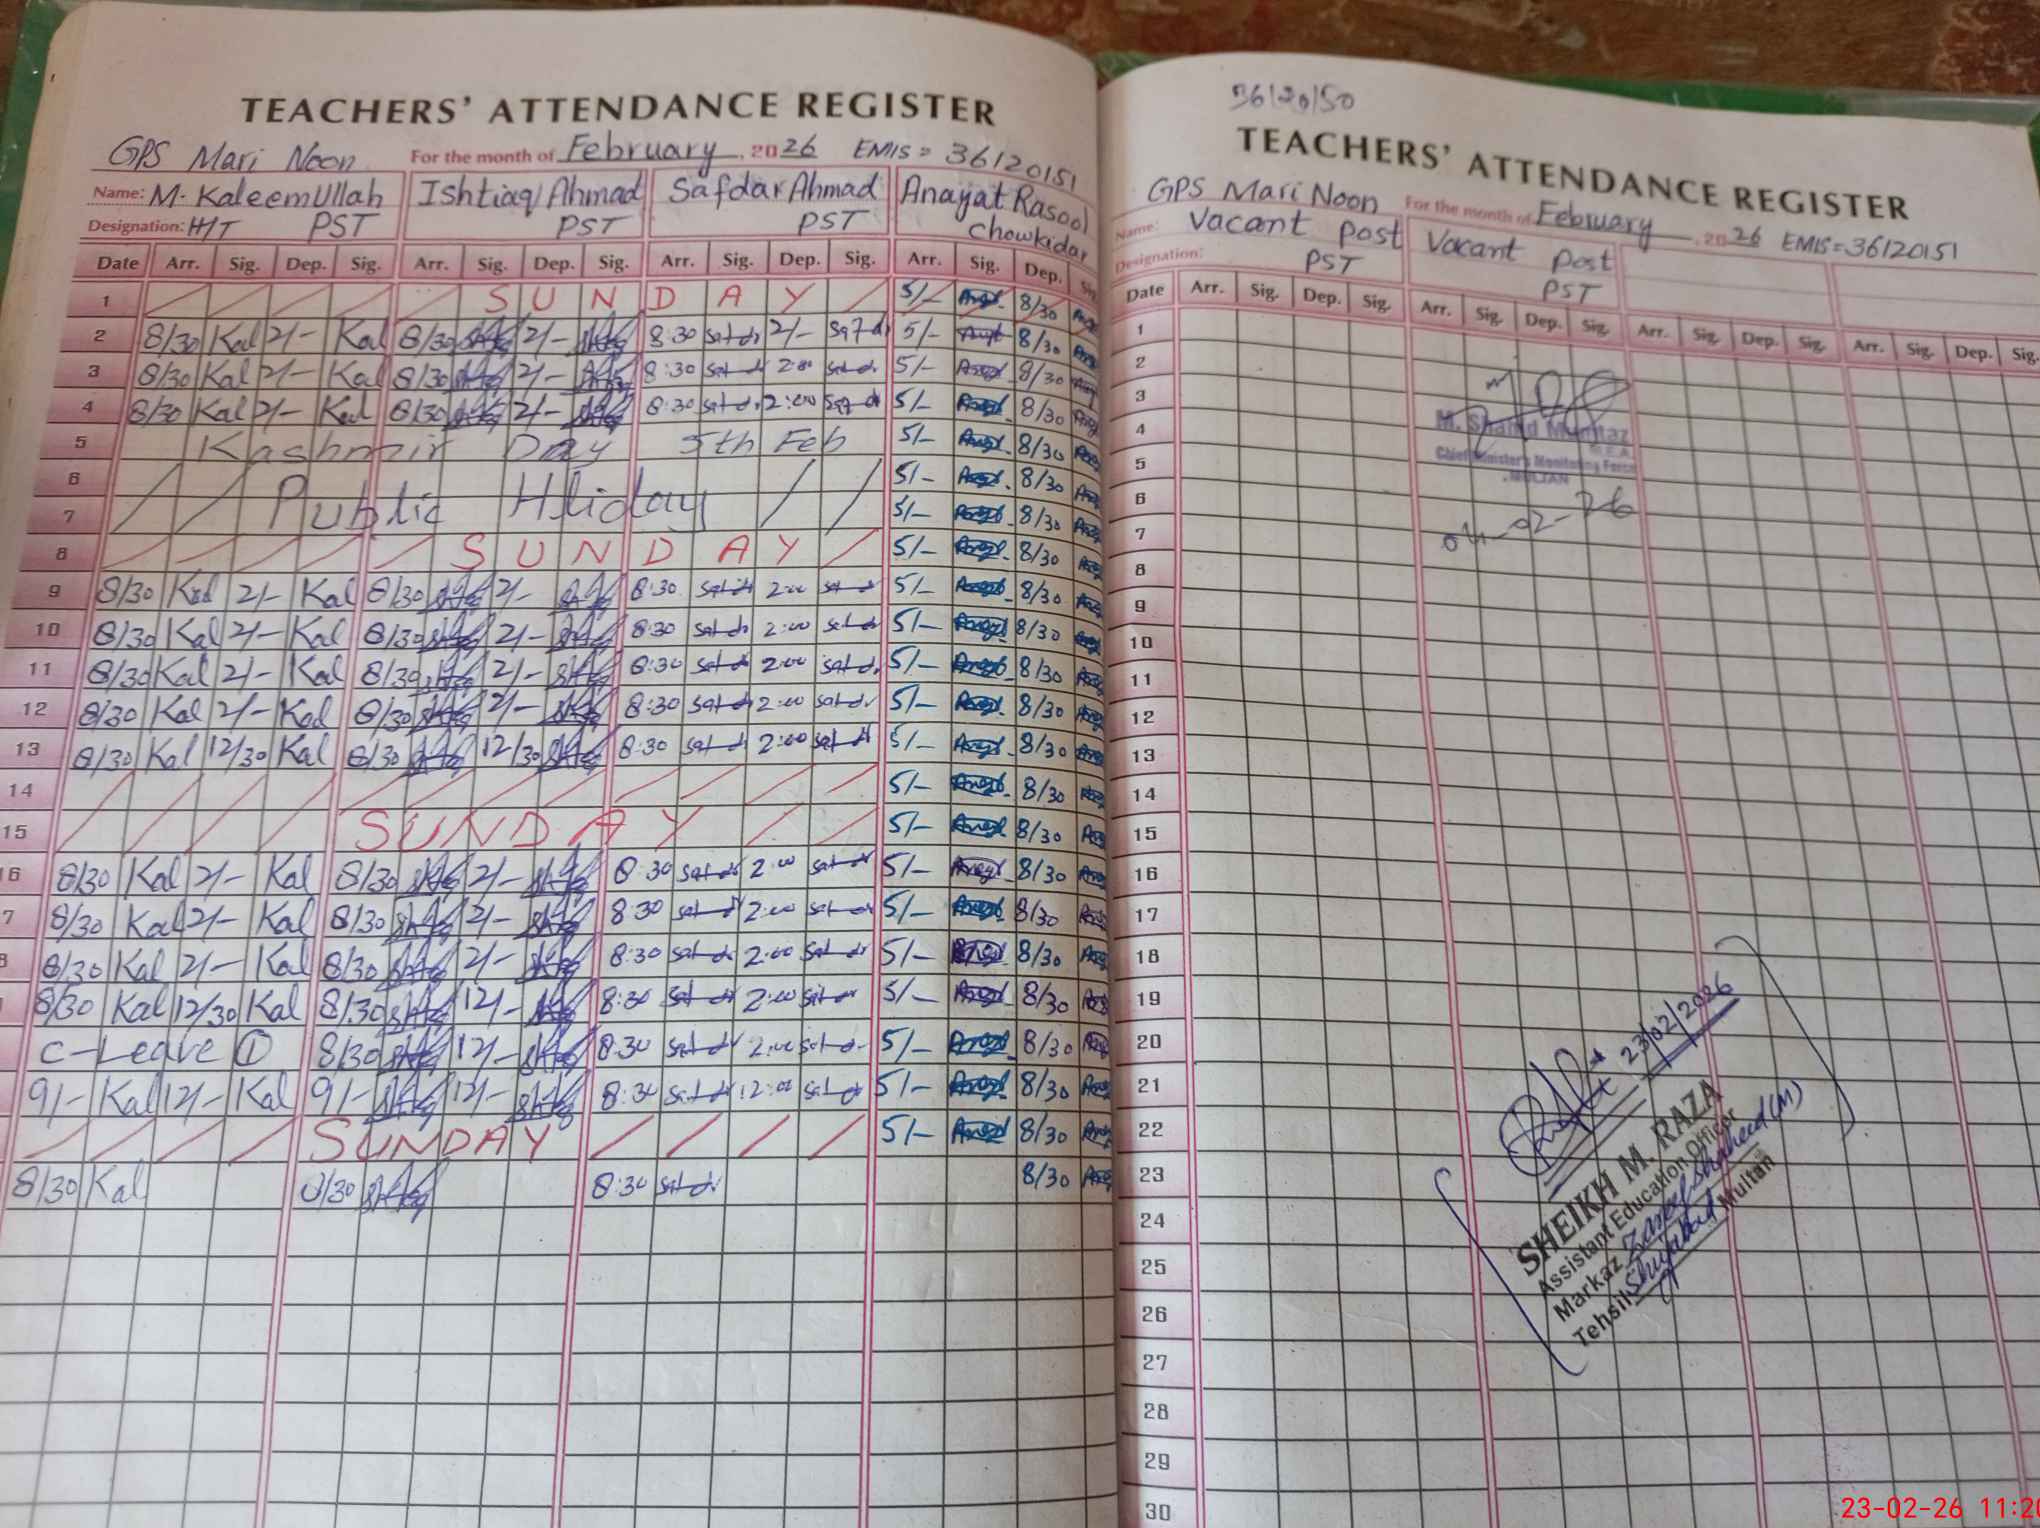 TEACHERS' ATTENDANCE REGISTER
GPS Mari Noon For the month of February, 2026 EMIS = 36120151
Name: M. KaleemUllah Ishtiaq Ahmad Safdar Ahmad Anayat Rasool
Designation: H/T PST PST PST Chowkidar
Date Arr. Sig. Dep. Sig. Arr. Sig. Dep. Sig. Arr. Sig. Dep. Sig. Arr. Sig. Dep.
1 SUNDAY 5/- 8/30
2 8/30 Kal 2/- Kal 8/30 2/- 8:30 2/- 5/- 8/30
3 8/30 Kal 2/- Kal 8/30 2/- 8:30 2:00 5/- 8/30
4 8/30 Kal 2/- Kal 8/30 2/- 8:30 2:00 5/- 8/30
5 Kashmir Day 5th Feb 5/- 8/30
6 5/- 8/30
7 Public Hliday 5/- 8/30
8 SUNDAY 5/- 8/30
9 8/30 Kal 2/- Kal 8/30 2/- 8:30 2:00 5/- 8/30
10 8/30 Kal 2/- Kal 8/30 2/- 8:30 2:00 5/- 8/30
11 8/30 Kal 2/- Kal 8/30 2/- 8:30 2:00 5/- 8/30
12 8/30 Kal 2/- Kal 8/30 2/- 8:30 2:00 5/- 8/30
13 8/30 Kal 12/30 Kal 8/30 12/30 8:30 2:00 5/- 8/30
14 5/- 8/30
15 SUNDAY 5/- 8/30
6 8/30 Kal 2/- Kal 8/30 2/- 8:30 2:00 5/- 8/30
7 8/30 Kal 2/- Kal 8/30 2/- 8:30 2:00 5/- 8/30
8/30 Kal 2/- Kal 8/30 2/- 8:30 2:00 5/- 8/30
8/30 Kal 12/30 Kal 8/30 12/- 8:30 2:00 5/- 8/30
C-Leave ① 8/30 12/- 8:30 2:00 5/- 8/30
9/- Kal 12/- Kal 9/- 12/- 8:30 12:00 5/- 8/30
SUNDAY 5/- 8/30
8/30 Kal 8/30 8:30 8/30
36120150
TEACHERS' ATTENDANCE REGISTER
GPS Mari Noon For the month of February, 2026 EMIS=36120151
Name: Vacant post Vacant post
Designation: PST PST
Date Arr. Sig. Dep. Sig. Arr. Sig. Dep. Sig. Arr. Sig. Dep. Sig. Arr. Sig. Dep. Sig.
1
2
3
4
5
6
7
8
9
10
11
12
13
14
15
16
17
18
19
20
21
22
23
24
25
26
27
28
29
30
M. Shahid Mumtaz
M.E.A.
Chief Minister's Monitoring Force
MULTAN
04-02-26
23/02/2026
SHEIKH M. RAZA
Assistant Education Officer
Markaz Shaheed (M)
Tehsil Shujabad Multan
23-02-26 11:20